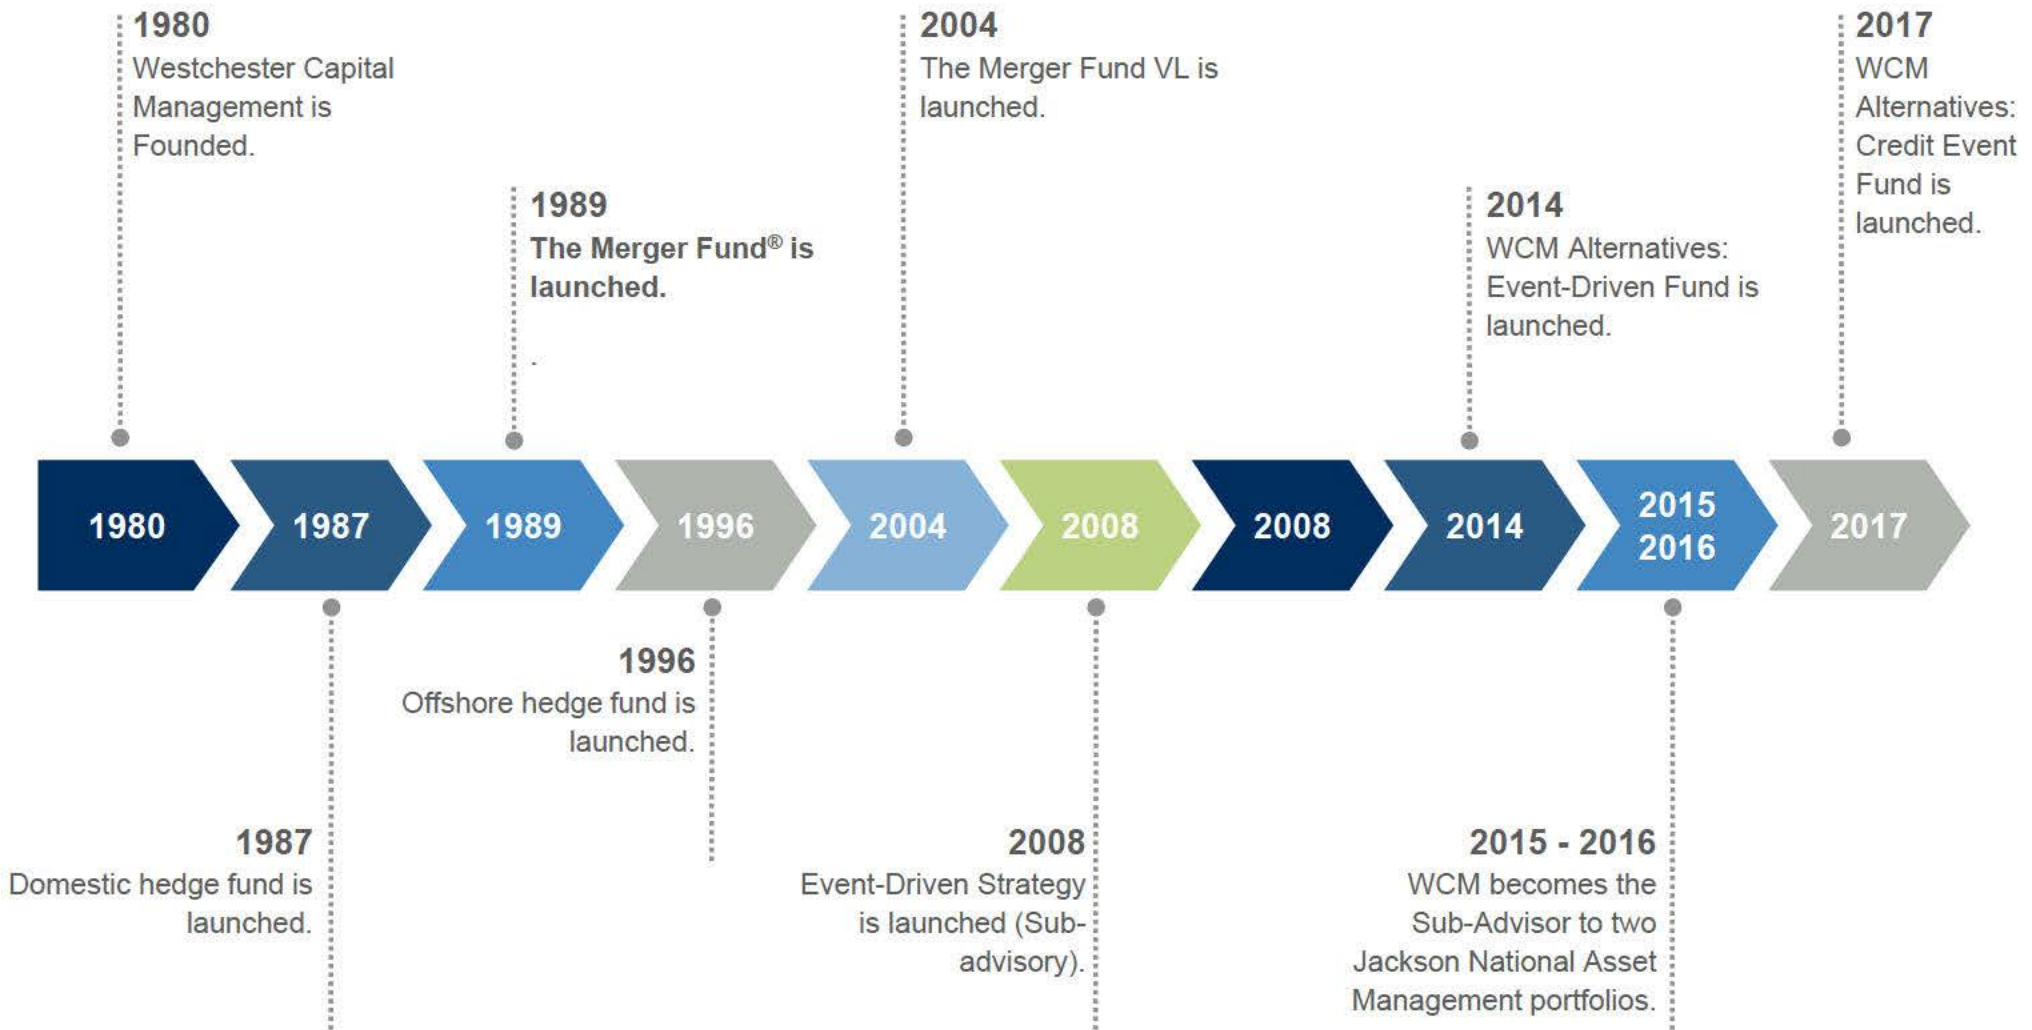 1980
Westchester Capital
Management is
Founded.
1989
The Merger Fund® is
launched.
.
2004
The Merger Fund VL is
launched.
2014
WCM Alternatives:
Event-Driven Fund is
launched.
2017
WCM
Alternatives:
Credit Event
Fund is
launched.
1980
1987
1989
1996
2004
2008
2008
2014
2015
2016
2017
1987
Domestic hedge fund is
launched.
1996
Offshore hedge fund is
launched.
2008
Event-Driven Strategy
is launched (Sub-
advisory).
2015 - 2016
WCM becomes the
Sub-Advisor to two
Jackson National Asset
Management portfolios.